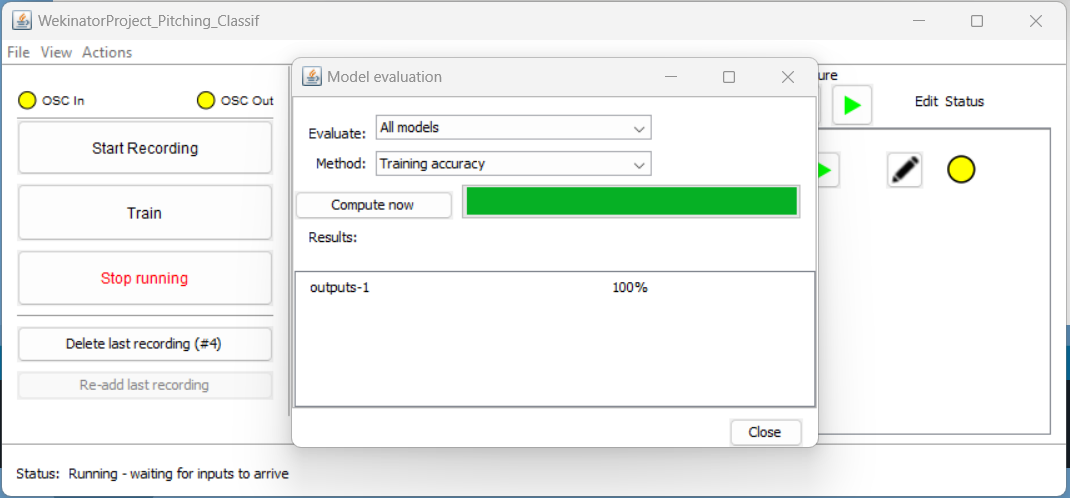 WekinatorProject_Pitching_Classif
File View Actions
OSC In
OSC Out
Start Recording
Train
Stop running
Delete last recording (#4)
Re-add last recording
Model evaluation
Evaluate: All models
Method: Training accuracy
Compute now
Results:
outputs-1 100%
Close
ure
Edit Status
Status: Running - waiting for inputs to arrive